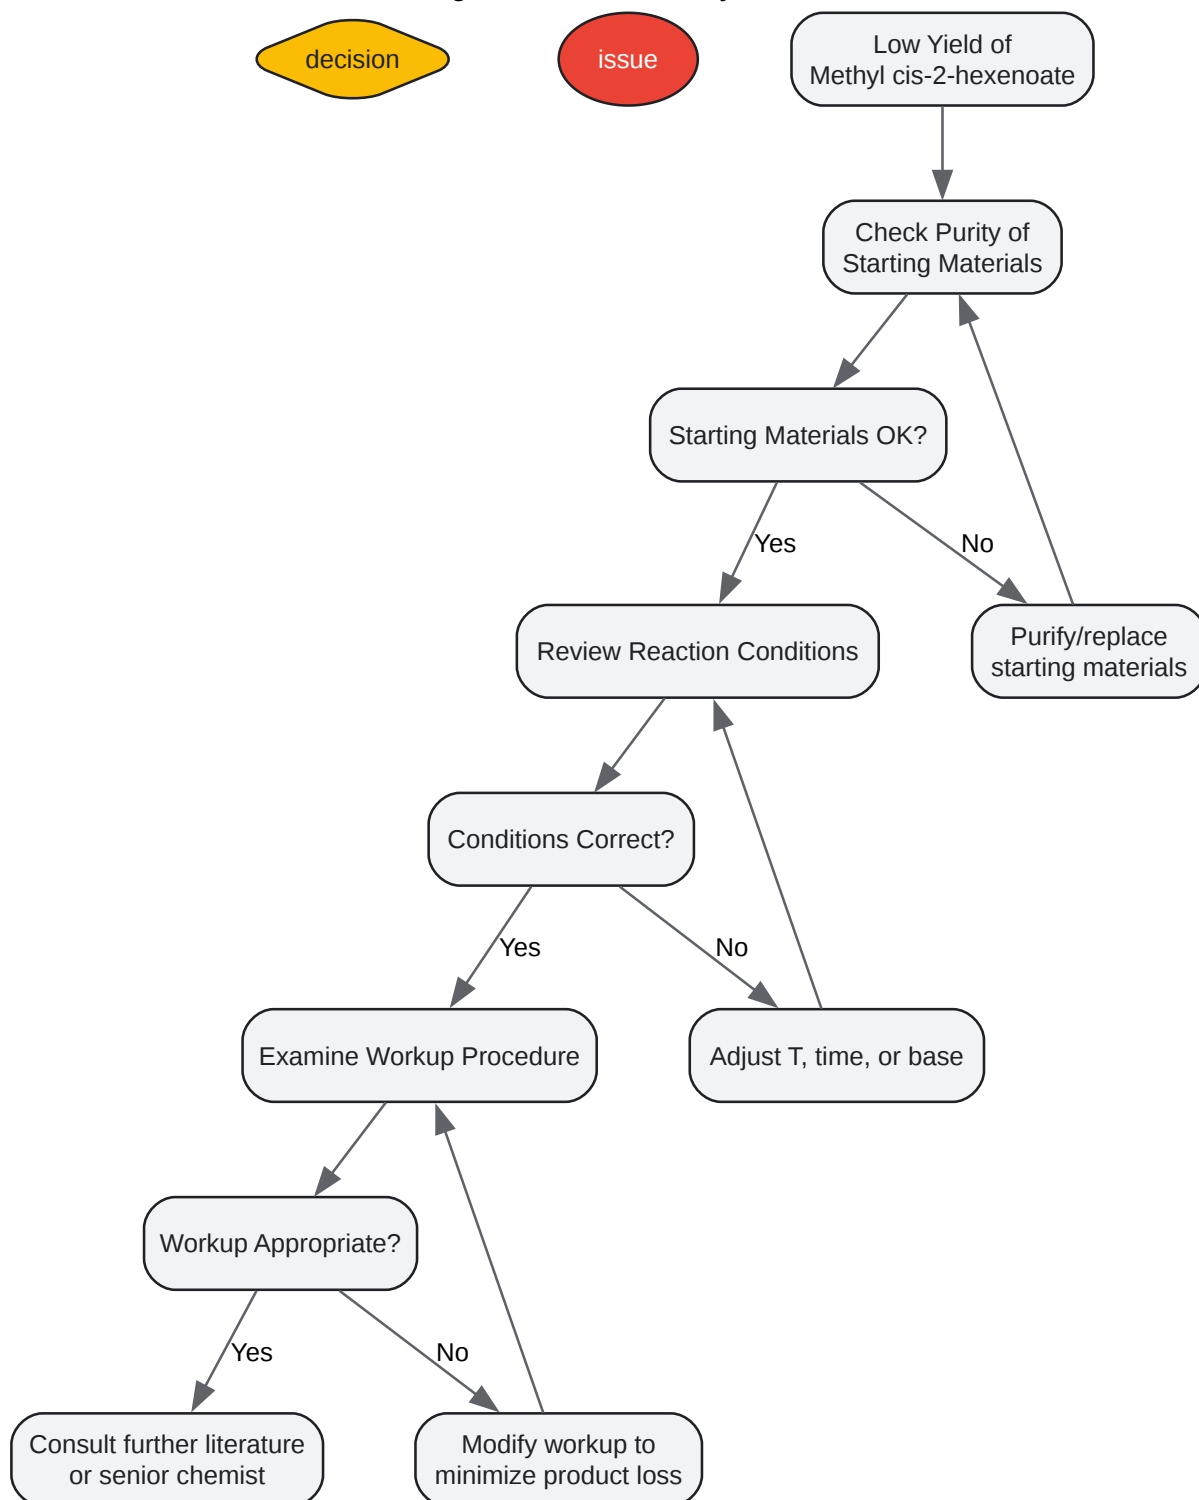 decision
issue
Low Yield of
Methyl cis-2-hexenoate
Check Purity of
Starting Materials
Starting Materials OK?
Yes
No
Review Reaction Conditions
Purify/replace
starting materials
Conditions Correct?
Yes
No
Examine Workup Procedure
Adjust T, time, or base
Workup Appropriate?
Yes
No
Consult further literature
or senior chemist
Modify workup to
minimize product loss